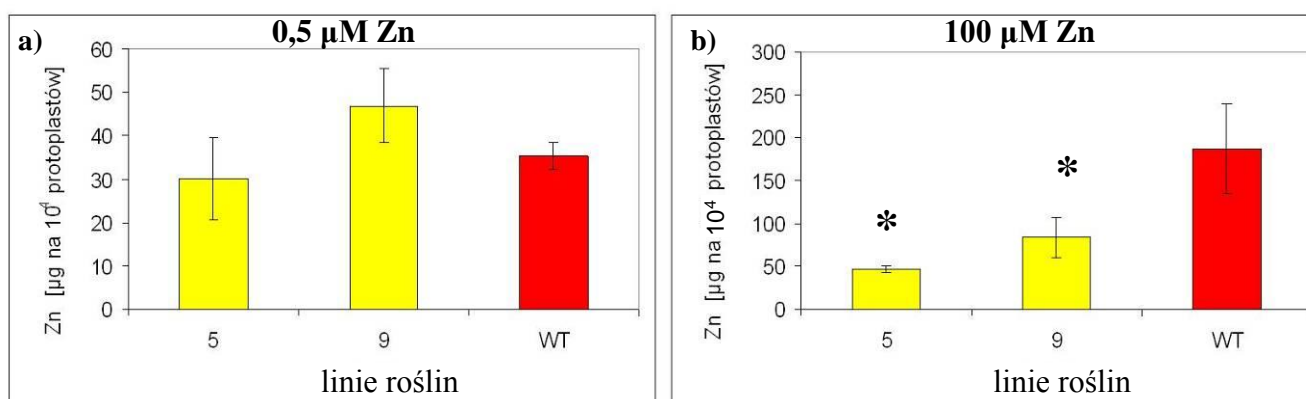 a)
0,5 µM Zn
Zn [µg na 10⁴ protoplastów]
60
50
40
30
20
10
0
5 9 WT
linie roślin
b)
100 µM Zn
Zn [µg na 10⁴ protoplastów]
300
250
200
150
100
50
0
*
*
5 9 WT
linie roślin